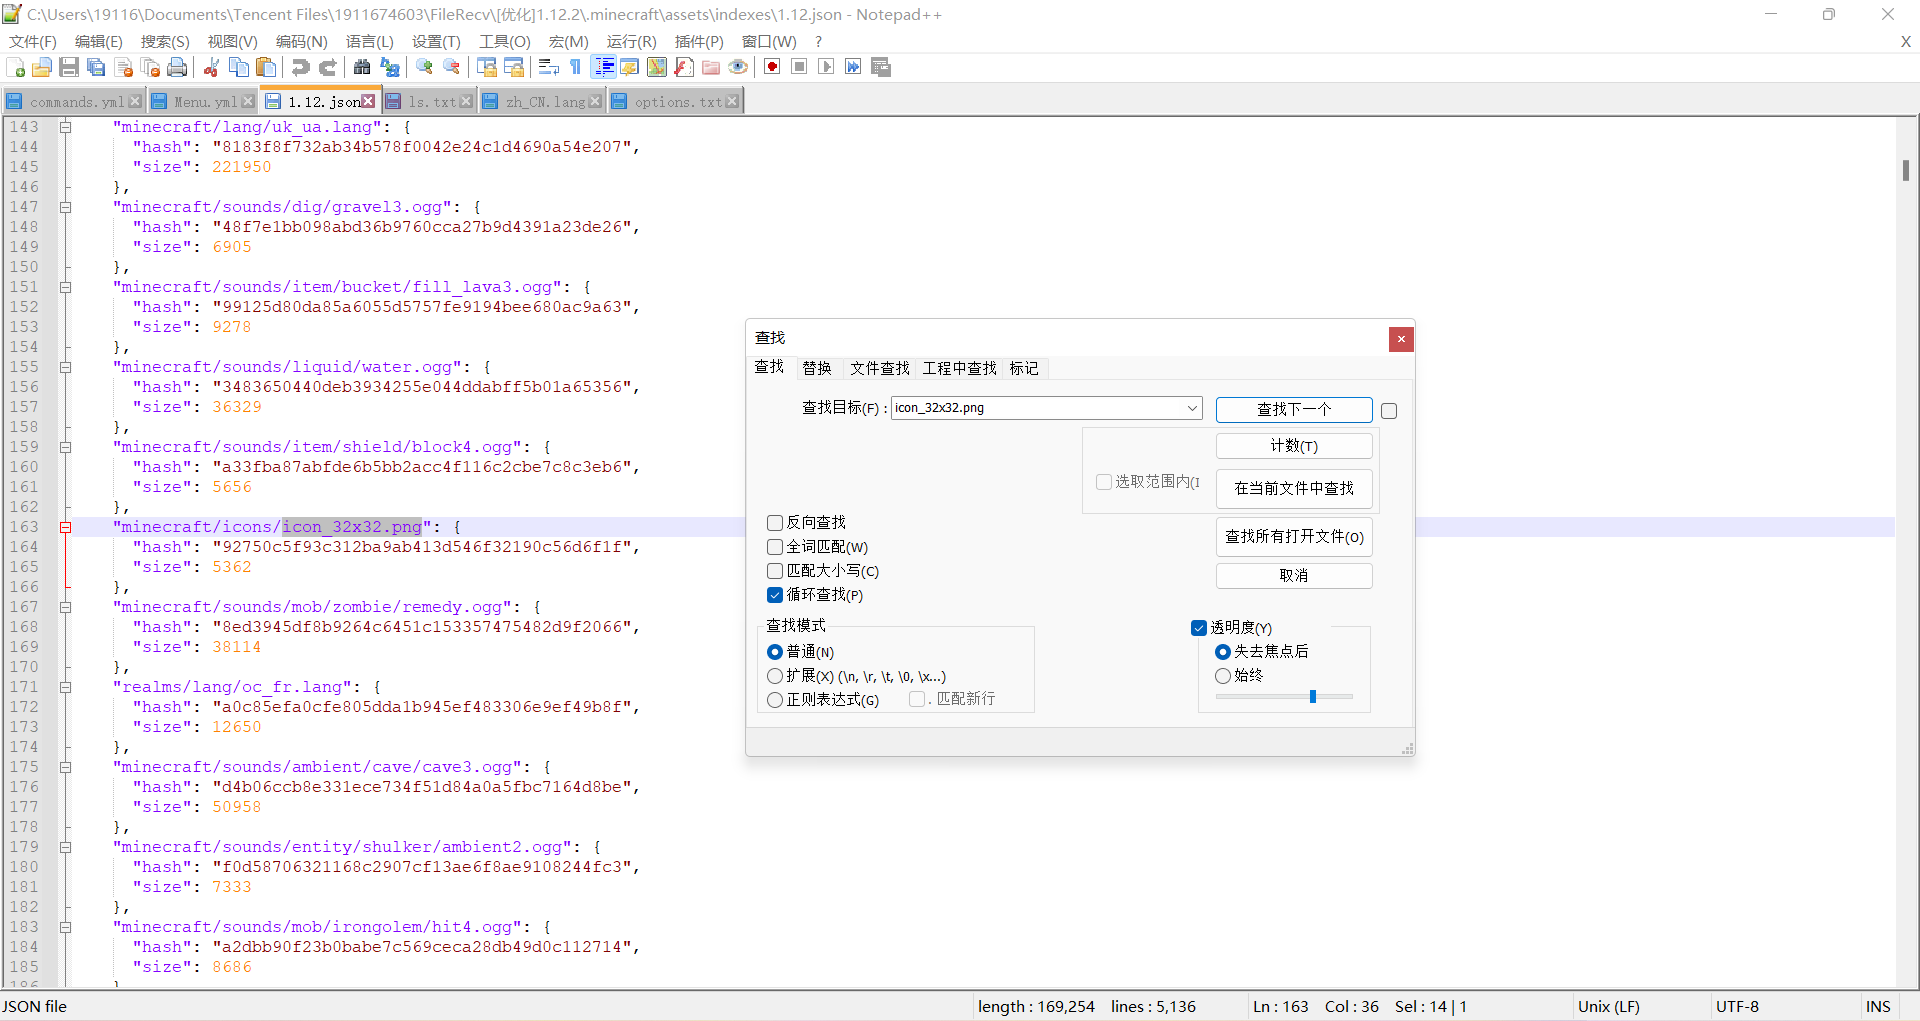 C:\Users\19116\Documents\Tencent Files\1911674603\FileRecv\[优化]1.12.2\.minecraft\assets\indexes\1.12.json - Notepad++
文件(F) 编辑(E) 搜索(S) 视图(V) 编码(N) 语言(L) 设置(T) 工具(O) 宏(M) 运行(R) 插件(P) 窗口(W) ? X
commands.yml Menu.yml 1.12.json ls.txt zh_CN.lang options.txt
143 "minecraft/lang/uk_ua.lang": {
144 "hash": "8183f8f732ab34b578f0042e24c1d4690a54e207",
145 "size": 221950
146 },
147 "minecraft/sounds/dig/gravel3.ogg": {
148 "hash": "48f7e1bb098abd36b9760cca27b9d4391a23de26",
149 "size": 6905
150 },
151 "minecraft/sounds/item/bucket/fill_lava3.ogg": {
152 "hash": "99125d80da85a6055d5757fe9194bee680ac9a63",
153 "size": 9278
154 },
155 "minecraft/sounds/liquid/water.ogg": {
156 "hash": "3483650440deb3934255e044ddabff5b01a65356",
157 "size": 36329
158 },
159 "minecraft/sounds/item/shield/block4.ogg": {
160 "hash": "a33fba87abfde6b5bb2acc4f116c2cbe7c8c3eb6",
161 "size": 5656
162 },
163 "minecraft/icons/icon_32x32.png": {
164 "hash": "92750c5f93c312ba9ab413d546f32190c56d6f1f",
165 "size": 5362
166 },
167 "minecraft/sounds/mob/zombie/remedy.ogg": {
168 "hash": "8ed3945df8b9264c6451c153357475482d9f2066",
169 "size": 38114
170 },
171 "realms/lang/oc_fr.lang": {
172 "hash": "a0c85efa0cfe805dda1b945ef483306e9ef49b8f",
173 "size": 12650
174 },
175 "minecraft/sounds/ambient/cave/cave3.ogg": {
176 "hash": "d4b06ccb8e331ece734f51d84a0a5fbc7164d8be",
177 "size": 50958
178 },
179 "minecraft/sounds/entity/shulker/ambient2.ogg": {
180 "hash": "f0d58706321168c2907cf13ae6f8ae9108244fc3",
181 "size": 7333
182 },
183 "minecraft/sounds/mob/irongolem/hit4.ogg": {
184 "hash": "a2dbb90f23b0babe7c569ceca28db49d0c112714",
185 "size": 8686
186 }
查找
查找 替换 文件查找 工程中查找 标记
查找目标(F) : icon_32x32.png 查找下一个
计数(T)
选取范围内(I 在当前文件中查找
反向查找
查找所有打开文件(O)
全词匹配(W)
匹配大小写(C) 取消
循环查找(P)
查找模式 透明度(Y)
普通(N) 失去焦点后
扩展(X) (\n, \r, \t, \0, \x...) 始终
正则表达式(G) . 匹配新行
JSON file length : 169,254 lines : 5,136 Ln : 163 Col : 36 Sel : 14 | 1 Unix (LF) UTF-8 INS